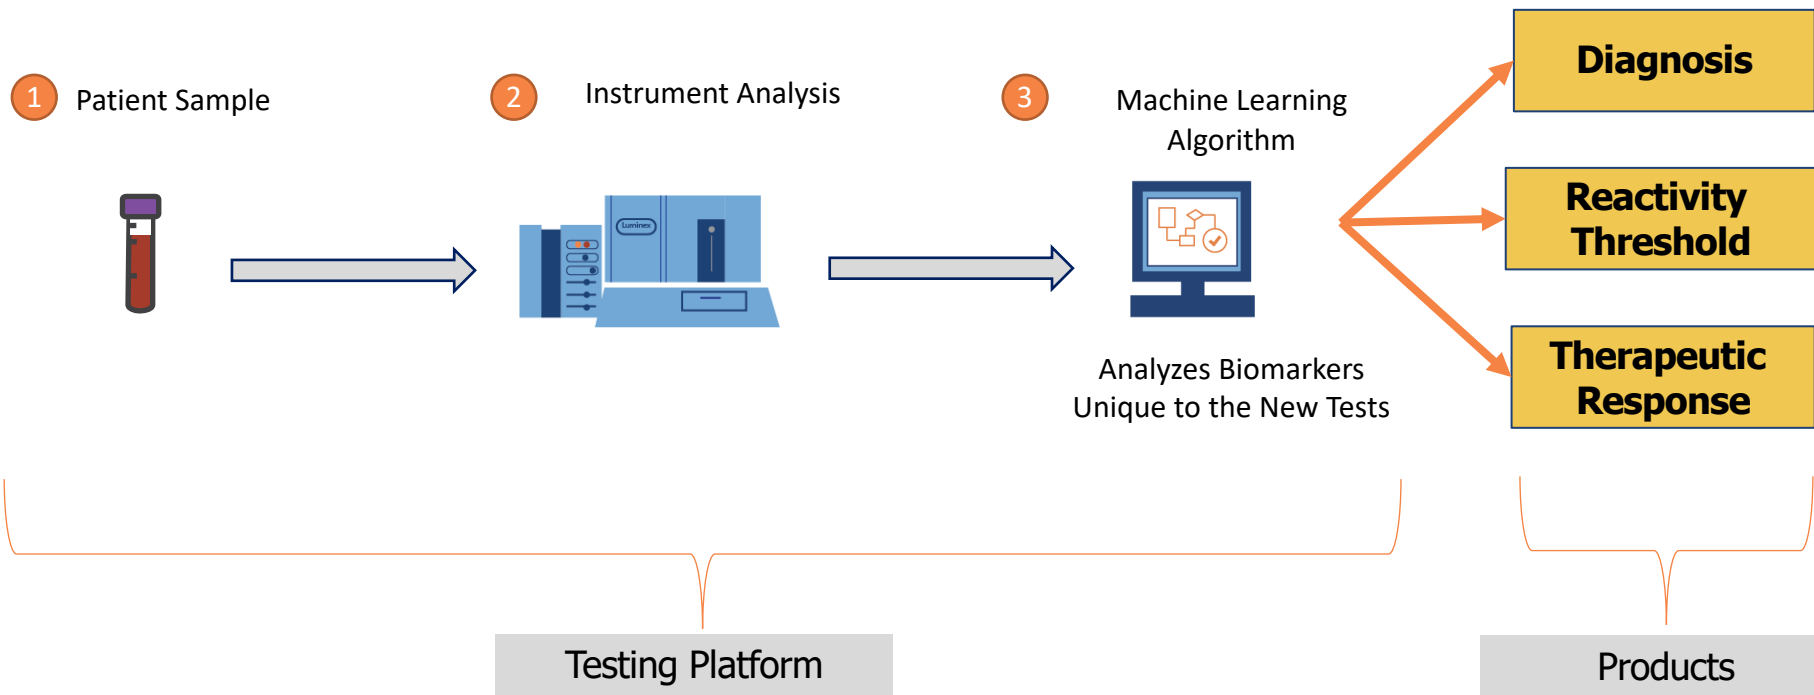 1
Patient Sample
2
Instrument Analysis
3
Machine Learning
Algorithm
Luminex
Analyzes Biomarkers
Unique to the New Tests
Diagnosis
Reactivity
Threshold
Therapeutic
Response
Testing Platform
Products